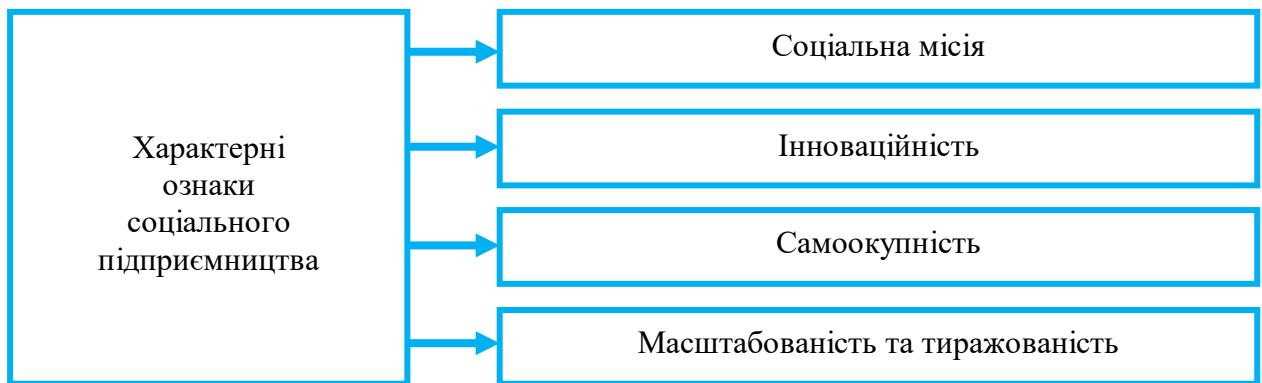 Характерні
ознаки
соціального
підприємництва
Соціальна місія
Інноваційність
Самоокупність
Масштабованість та тиражованість